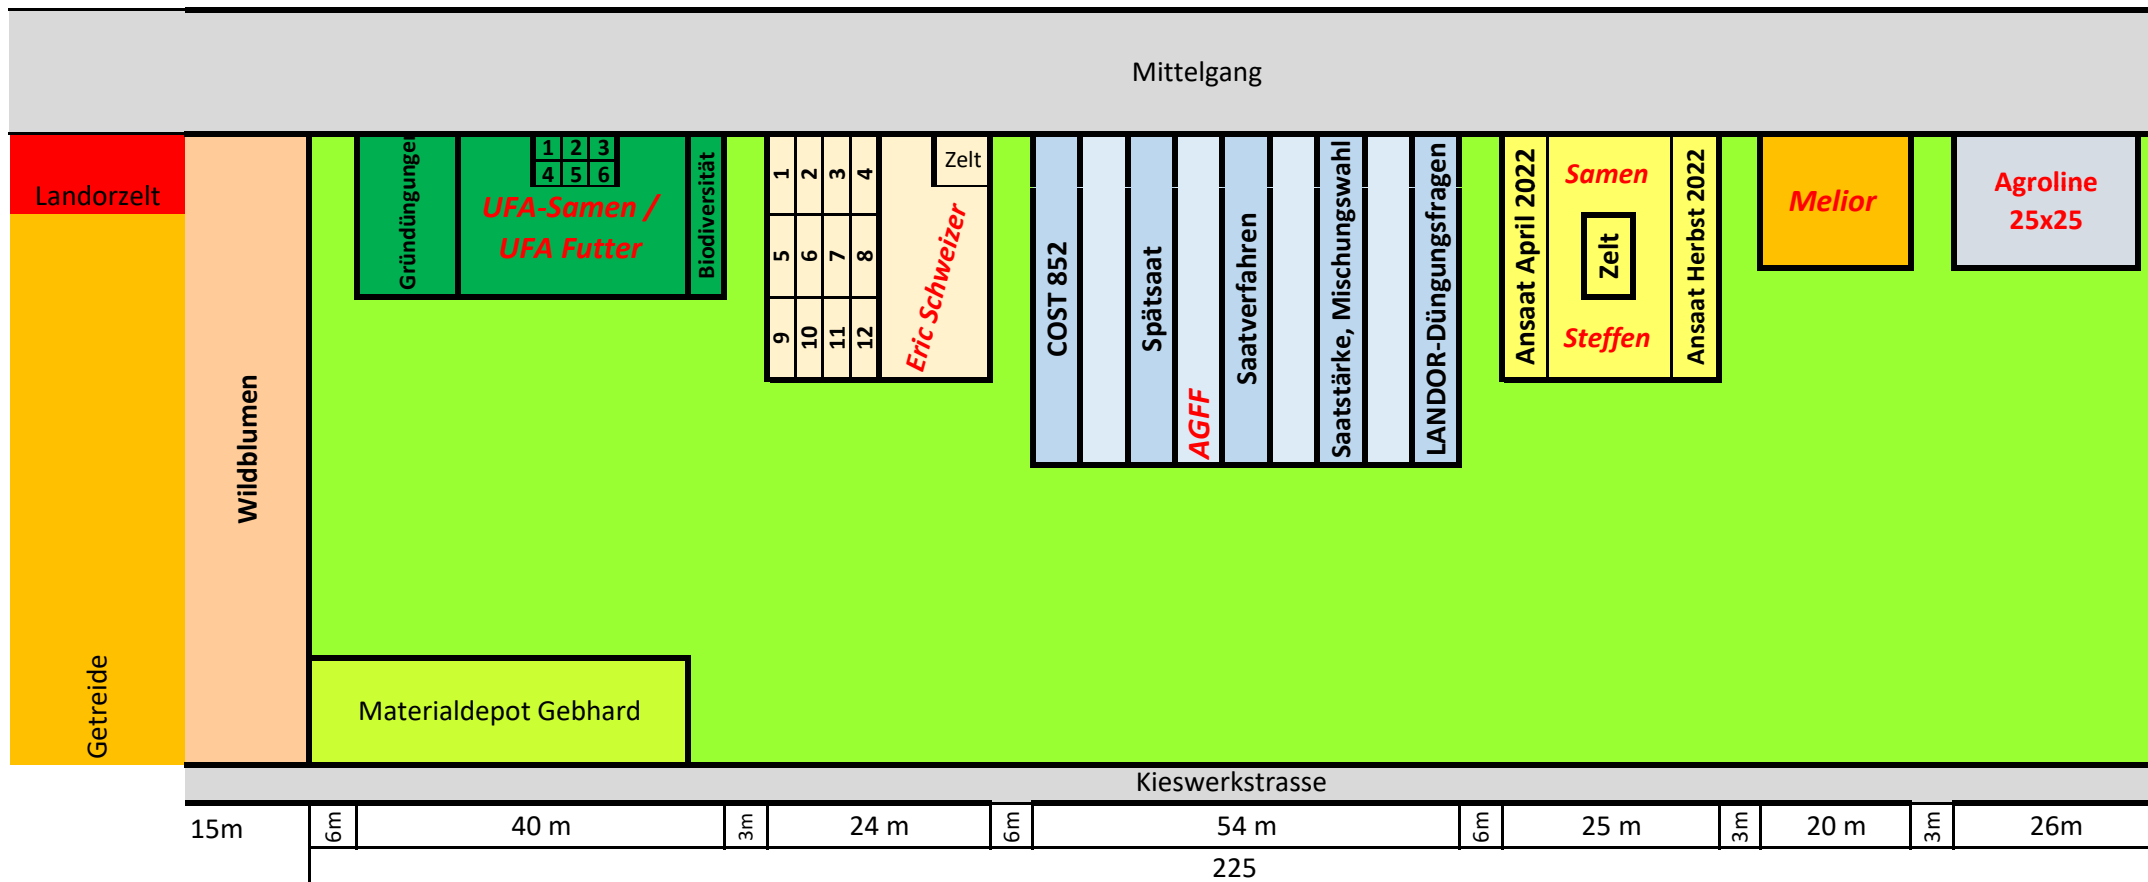 Mittelgang
Landorzelt
Getreide
Wildblumen
Gründüngungen
1 2 3
4 5 6
UFA-Samen /
UFA Futter
Biodiversität
1 2 3 4
5 6 7 8
9 10 11 12
Zelt
Eric Schweizer
COST 852
Spätsaat
AGFF
Saatverfahren
Saatstärke, Mischungswahl
LANDOR-Düngungsfragen
Ansaat April 2022
Samen
Zelt
Steffen
Ansaat Herbst 2022
Melior
Agroline
25x25
Materialdepot Gebhard
Kieswerkstrasse
15m 6m 40 m 3m 24 m 6m 54 m 6m 25 m 3m 20 m 3m 26m
225